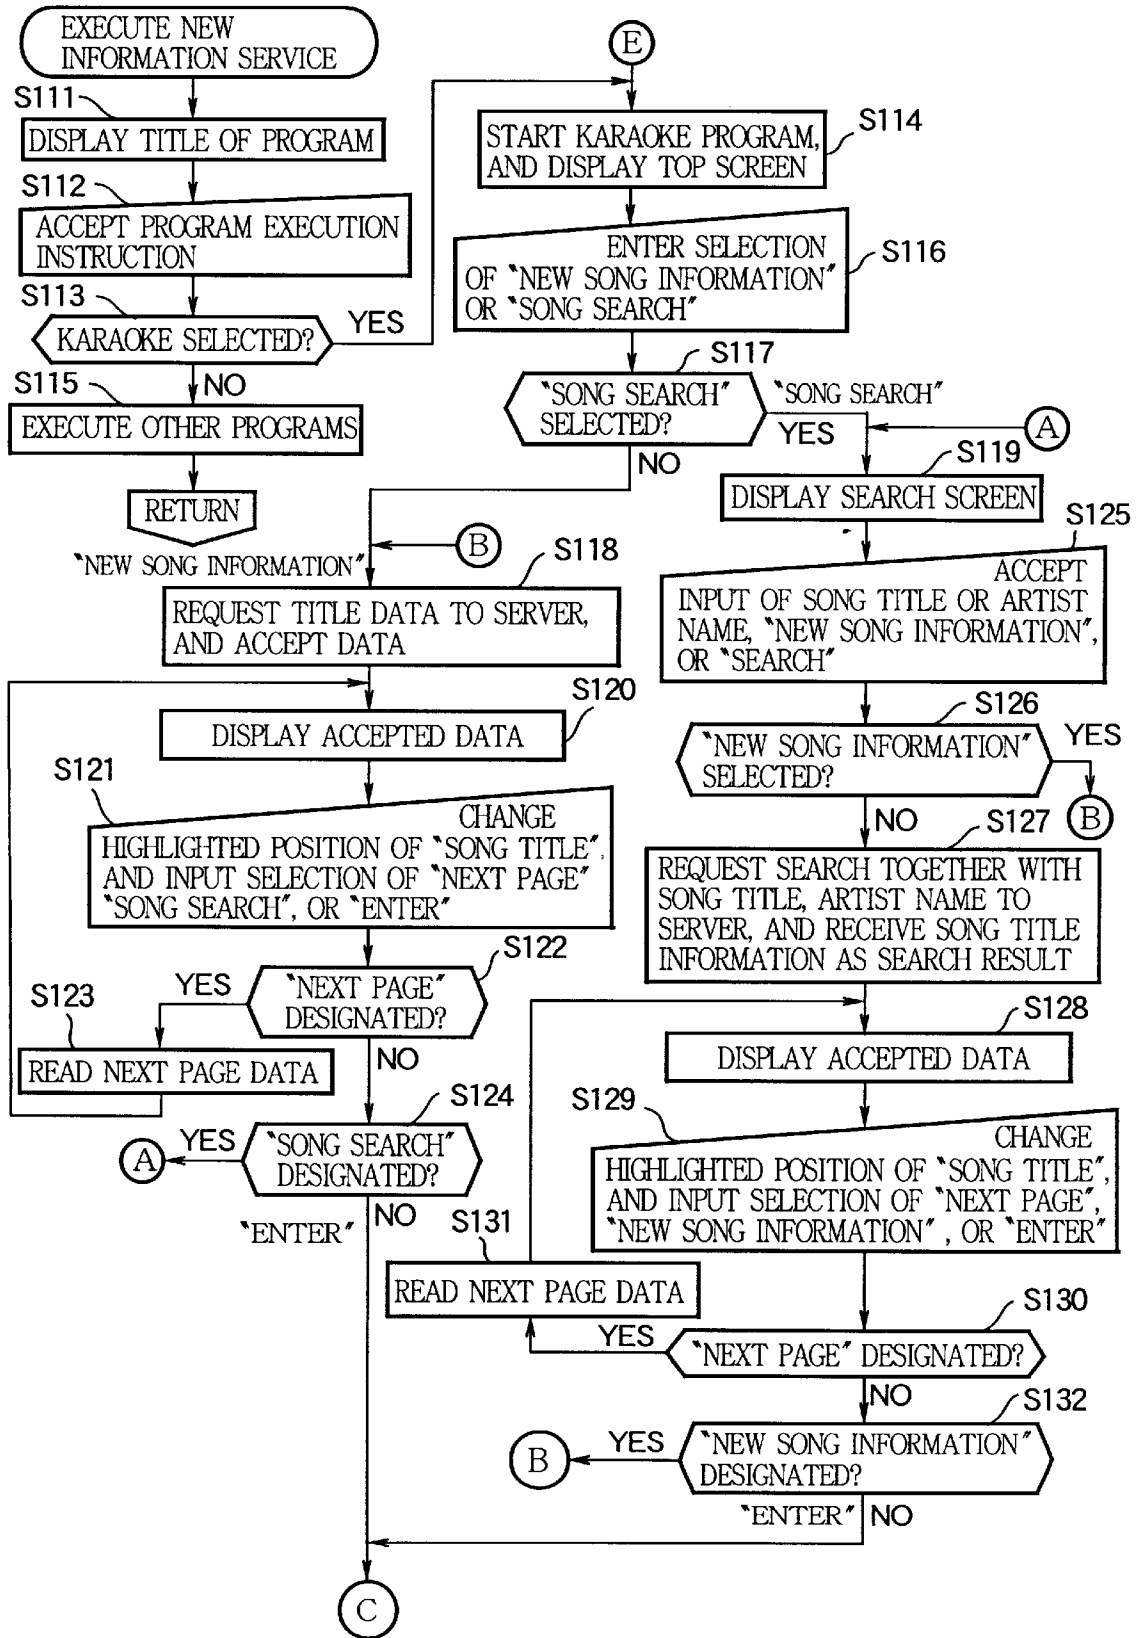 EXECUTE NEW
INFORMATION SERVICE
S111
DISPLAY TITLE OF PROGRAM
S112
ACCEPT PROGRAM EXECUTION
INSTRUCTION
S113
KARAOKE SELECTED?
YES
NO
S115
EXECUTE OTHER PROGRAMS
RETURN
E
S114
START KARAOKE PROGRAM,
AND DISPLAY TOP SCREEN
S116
ENTER SELECTION
OF "NEW SONG INFORMATION"
OR "SONG SEARCH"
S117
"SONG SEARCH"
SELECTED?
"SONG SEARCH"
YES
NO
A
"NEW SONG INFORMATION"
B
S118
REQUEST TITLE DATA TO SERVER,
AND ACCEPT DATA
S120
DISPLAY ACCEPTED DATA
S121
CHANGE
HIGHLIGHTED POSITION OF "SONG TITLE",
AND INPUT SELECTION OF "NEXT PAGE"
"SONG SEARCH", OR "ENTER"
S122
"NEXT PAGE"
DESIGNATED?
YES
NO
S123
READ NEXT PAGE DATA
S124
"SONG SEARCH"
DESIGNATED?
YES
A
NO
"ENTER"
S119
DISPLAY SEARCH SCREEN
S125
ACCEPT
INPUT OF SONG TITLE OR ARTIST
NAME, "NEW SONG INFORMATION",
OR "SEARCH"
S126
"NEW SONG INFORMATION"
SELECTED?
YES
B
NO
S127
REQUEST SEARCH TOGETHER WITH
SONG TITLE, ARTIST NAME TO
SERVER, AND RECEIVE SONG TITLE
INFORMATION AS SEARCH RESULT
S128
DISPLAY ACCEPTED DATA
S129
CHANGE
HIGHLIGHTED POSITION OF "SONG TITLE",
AND INPUT SELECTION OF "NEXT PAGE",
"NEW SONG INFORMATION", OR "ENTER"
S131
READ NEXT PAGE DATA
S130
"NEXT PAGE" DESIGNATED?
YES
NO
S132
"NEW SONG INFORMATION"
DESIGNATED?
YES
B
"ENTER"
NO
C